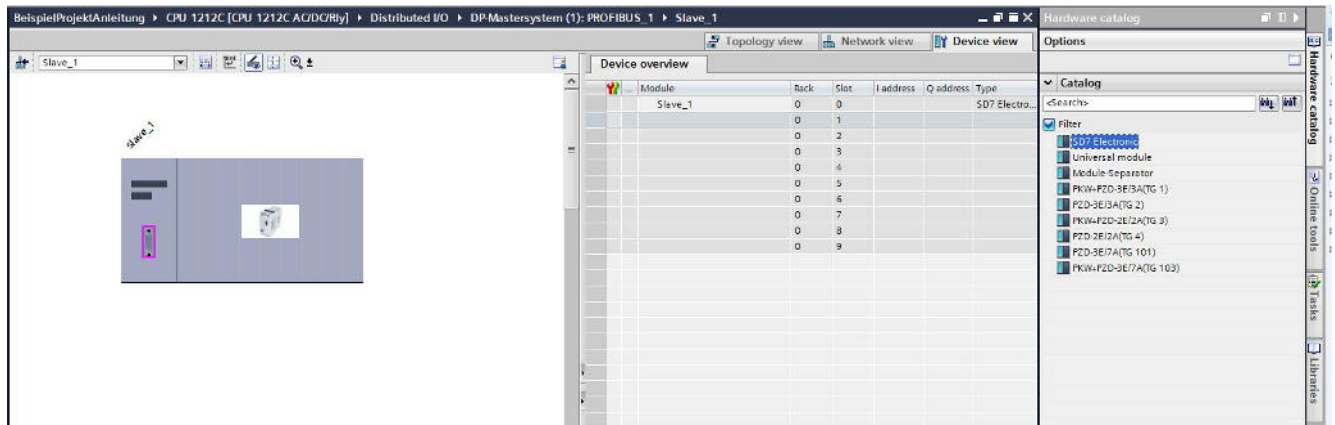 BeispielProjektAnleitung ▸ CPU 1212C [CPU 1212C AC/DC/Rly] ▸ Distributed I/O ▸ DP-Mastersystem (1): PROFIBUS_1 ▸ Slave_1
Topology view Network view Device view
Slave_1
Slave_1
Device overview
... Module Rack Slot I address Q address Type
Slave_1 0 0 SD7 Electro...
0 1
0 2
0 3
0 4
0 5
0 6
0 7
0 8
0 9
Hardware catalog
Options
Catalog
<Search>
Filter
SD7 Electronic
Universal module
Module-Separator
PKW+PZD-3E/3A(TG 1)
PZD-3E/3A(TG 2)
PKW+PZD-2E/2A(TG 3)
PZD-2E/2A(TG 4)
PZD-3E/7A(TG 101)
PKW+PZD-3E/7A(TG 103)
Hardware catalog
Online tools
Tasks
Libraries